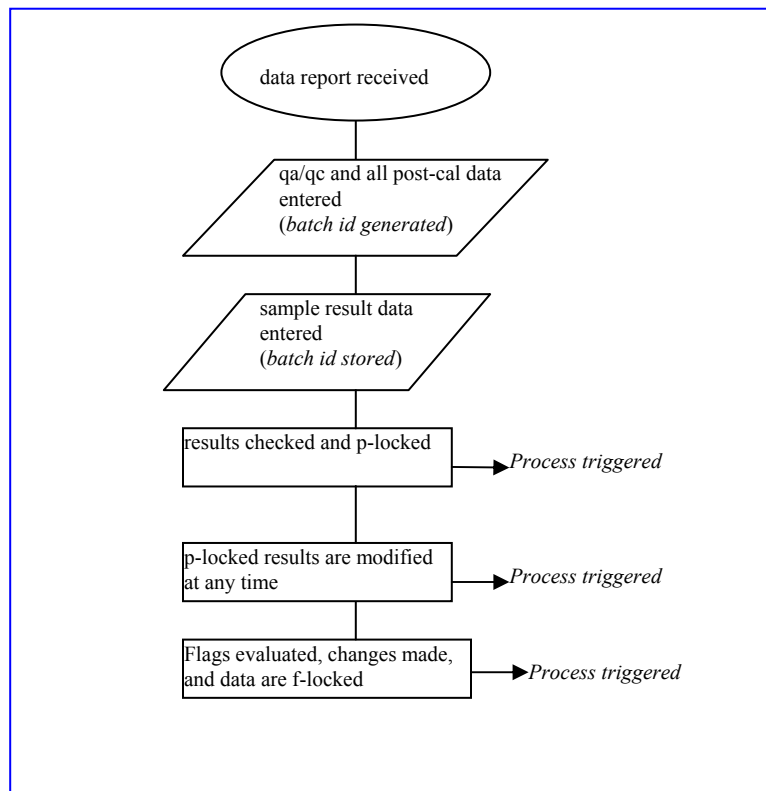 data report received
qa/qc and all post-cal data
entered
(batch id generated)
sample result data
entered
(batch id stored)
results checked and p-locked
Process triggered
p-locked results are modified
at any time
Process triggered
Flags evaluated, changes made,
and data are f-locked
Process triggered